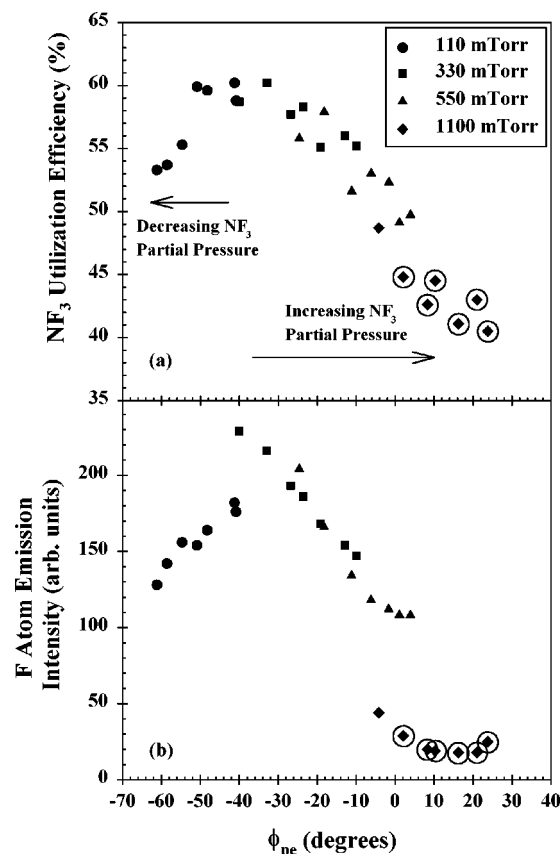 NF3 Utilization Efficiency (%)
65
60
55
50
45
40
35
110 mTorr
330 mTorr
550 mTorr
1100 mTorr
Decreasing NF3
Partial Pressure
Increasing NF3
Partial Pressure
(a)
F Atom Emission
Intensity (arb. units)
200
150
100
50
0
(b)
-70 -60 -50 -40 -30 -20 -10 0 10 20 30 40
ϕne (degrees)